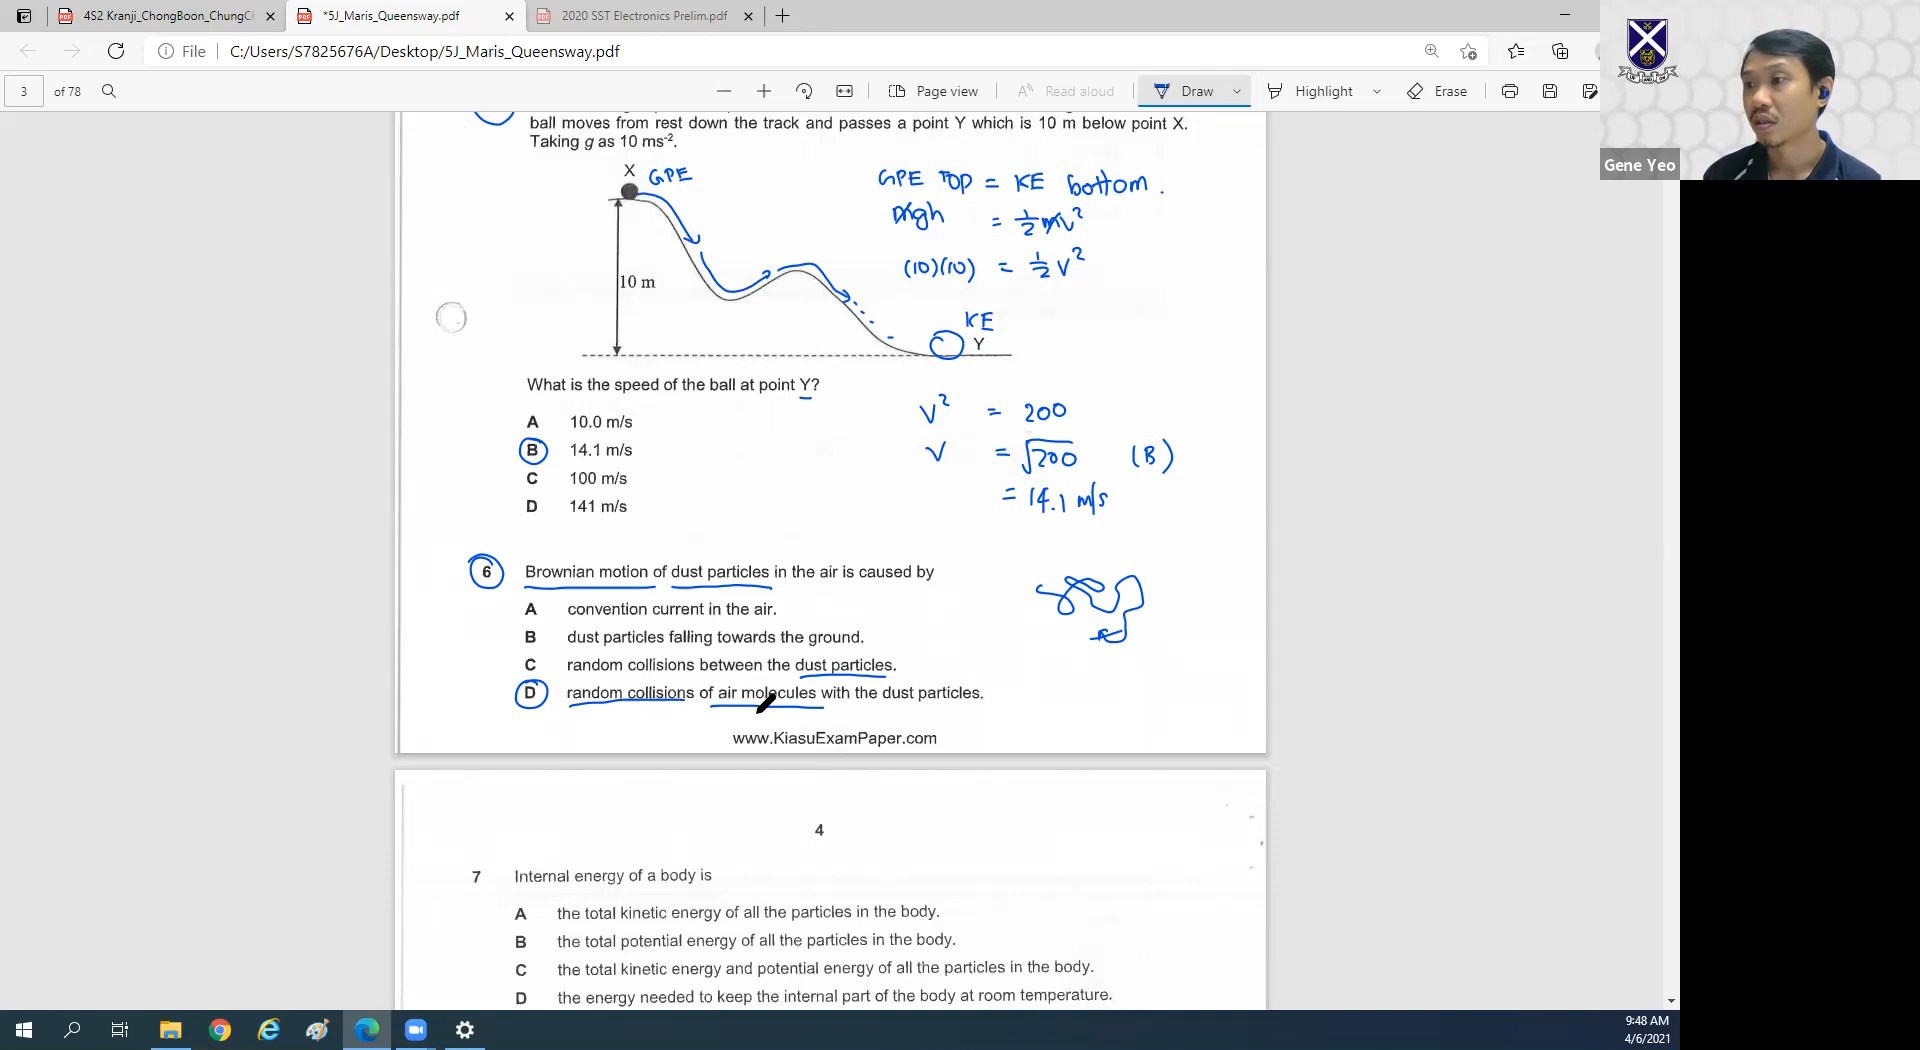 4S2 Kranji_ChongBoon_ChungC
*5J_Maris_Queensway.pdf
2020 SST Electronics Prelim.pdf
File
C:/Users/S7825676A/Desktop/5J_Maris_Queensway.pdf
3 of 78
Page view
Read aloud
Draw
Highlight
Erase
Gene Yeo
ball moves from rest down the track and passes a point Y which is 10 m below point X.
Taking g as 10 ms⁻².
X
GPE
10 m
KE
Y
GPE TOP = KE bottom.
mgh = ½mv²
(10)(10) = ½v²
What is the speed of the ball at point Y?
A 10.0 m/s
B 14.1 m/s
C 100 m/s
D 141 m/s
v² = 200
v = √200 (B)
= 14.1 m/s
6 Brownian motion of dust particles in the air is caused by
A convention current in the air.
B dust particles falling towards the ground.
C random collisions between the dust particles.
D random collisions of air molecules with the dust particles.
www.KiasuExamPaper.com
4
7 Internal energy of a body is
A the total kinetic energy of all the particles in the body.
B the total potential energy of all the particles in the body.
C the total kinetic energy and potential energy of all the particles in the body.
D the energy needed to keep the internal part of the body at room temperature.
9:48 AM
4/6/2021